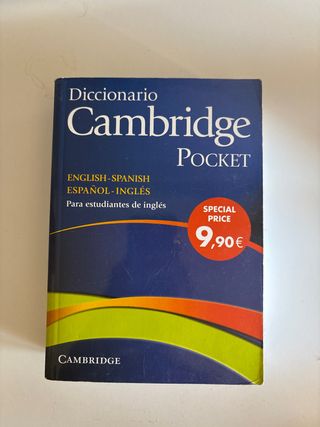 Diccionario
Cambridge
POCKET
ENGLISH-SPANISH
ESPAÑOL-INGLÉS
Para estudiantes de inglés
SPECIAL
PRICE
9,90€
CAMBRIDGE